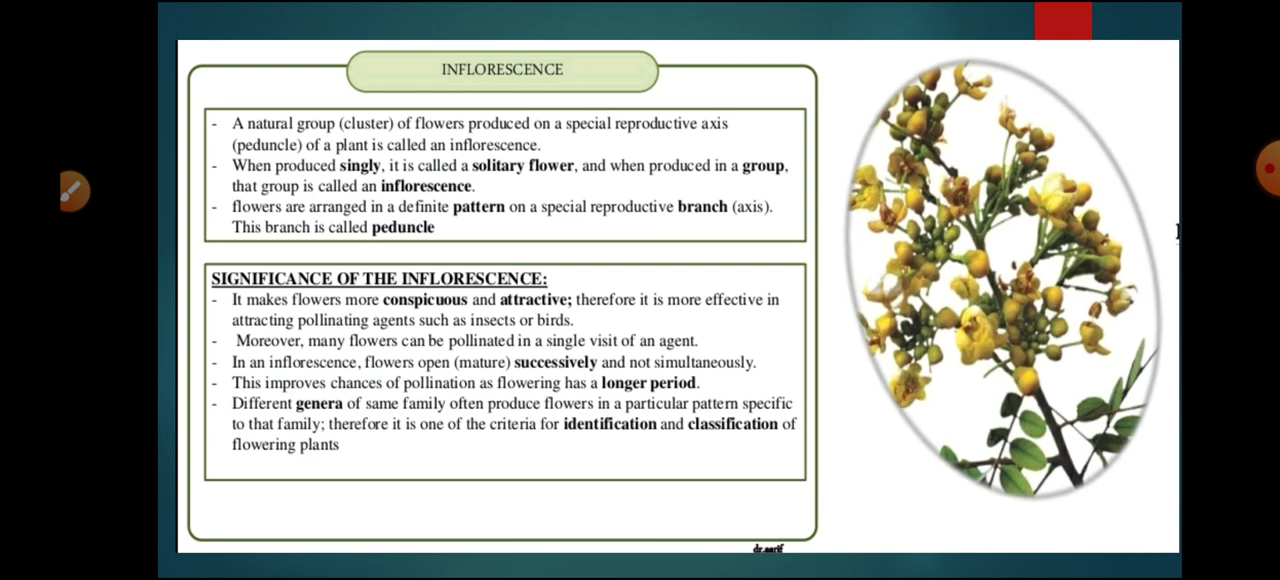 INFLORESCENCE
- A natural group (cluster) of flowers produced on a special reproductive axis
(peduncle) of a plant is called an inflorescence.
- When produced singly, it is called a solitary flower, and when produced in a group,
that group is called an inflorescence.
- flowers are arranged in a definite pattern on a special reproductive branch (axis).
This branch is called peduncle
SIGNIFICANCE OF THE INFLORESCENCE:
- It makes flowers more conspicuous and attractive; therefore it is more effective in
attracting pollinating agents such as insects or birds.
- Moreover, many flowers can be pollinated in a single visit of an agent.
- In an inflorescence, flowers open (mature) successively and not simultaneously.
- This improves chances of pollination as flowering has a longer period.
- Different genera of same family often produce flowers in a particular pattern specific
to that family; therefore it is one of the criteria for identification and classification of
flowering plants